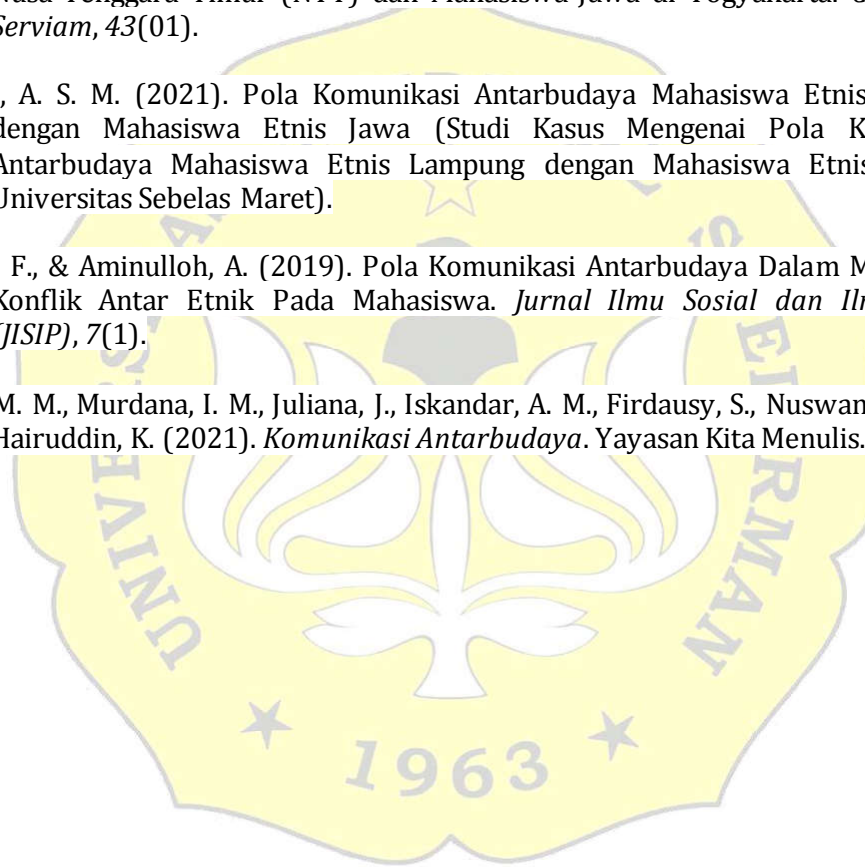 Nusa Tenggara Timur (NTT) dan Mahasiswa Jawa di Yogyakarta.
Serviam, 43(01).
, A. S. M. (2021). Pola Komunikasi Antarbudaya Mahasiswa Etnis
dengan Mahasiswa Etnis Jawa (Studi Kasus Mengenai Pola K
Antarbudaya Mahasiswa Etnis Lampung dengan Mahasiswa Etnis
Universitas Sebelas Maret).
F., & Aminulloh, A. (2019). Pola Komunikasi Antarbudaya Dalam M
Konflik Antar Etnik Pada Mahasiswa. Jurnal Ilmu Sosial dan Il
(JISIP), 7(1).
M. M., Murdana, I. M., Juliana, J., Iskandar, A. M., Firdausy, S., Nuswan
Hairuddin, K. (2021). Komunikasi Antarbudaya. Yayasan Kita Menulis.
1963